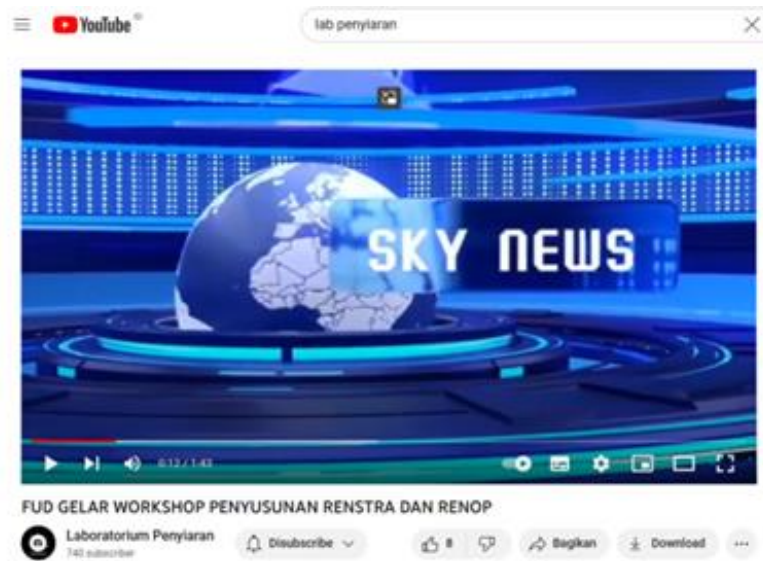 YouTube
lab penyiaran
SKY NEWS
0:12 / 1:43
FUD GELAR WORKSHOP PENYUSUNAN RENSTRA DAN RENOP
Laboratorium Penyiaran
740 subscriber
Disubscribe
8
Bagikan
Download